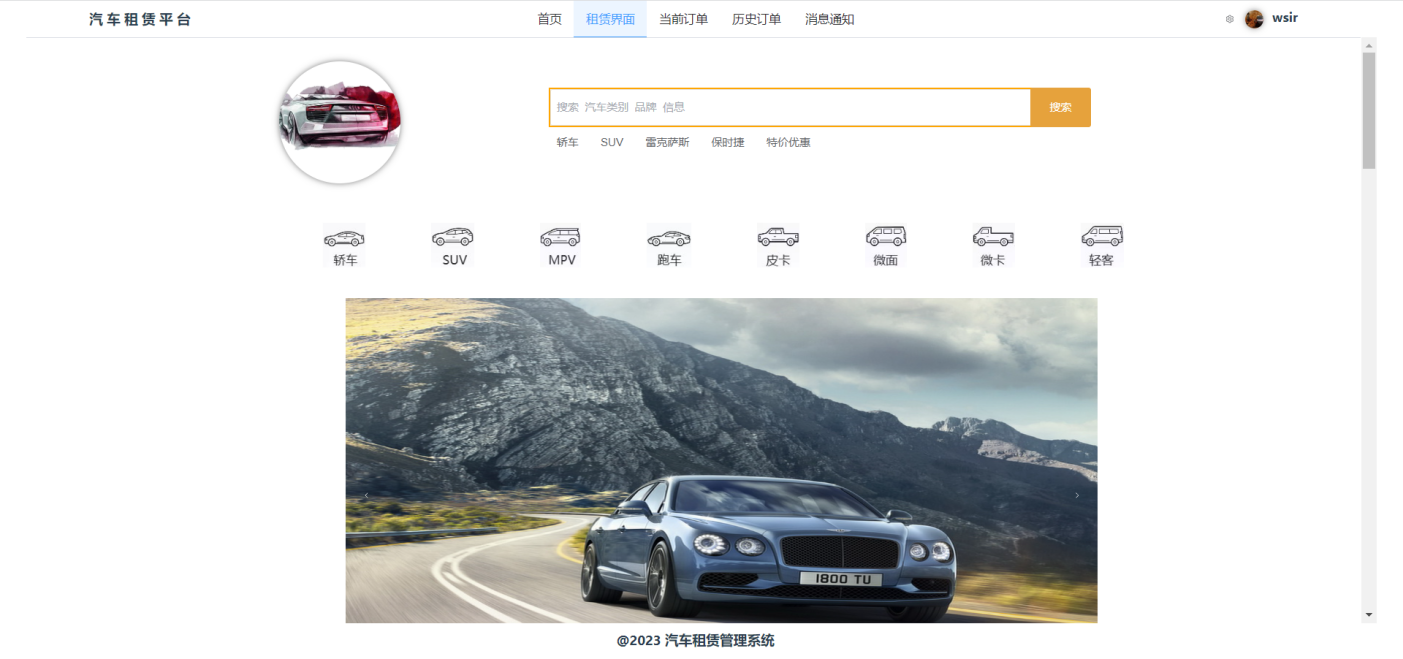 汽车租赁平台
首页 租赁界面 当前订单 历史订单 消息通知
wsir
搜索 汽车类别 品牌 信息
搜索
轿车 SUV 雷克萨斯 保时捷 特价优惠
轿车 SUV MPV 跑车 皮卡 微面 微卡 轻客
1800 TU
@2023 汽车租赁管理系统